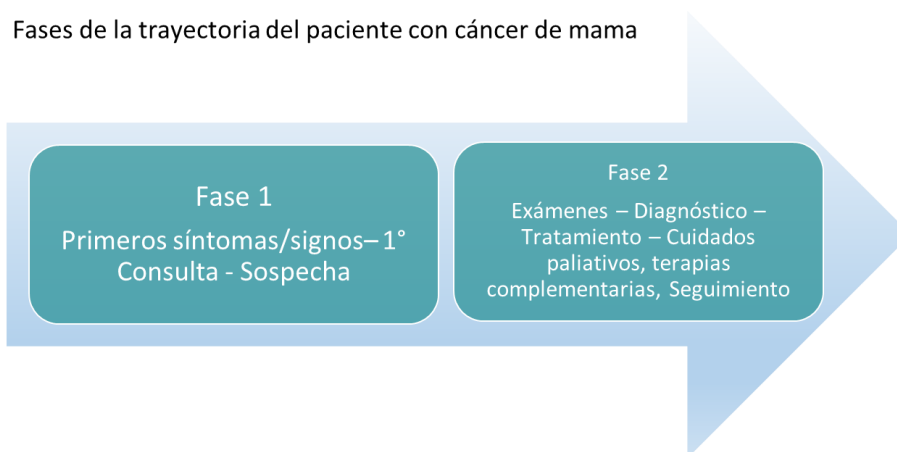 Fases de la trayectoria del paciente con cáncer de mama
Fase 1
Primeros síntomas/signos– 1°
Consulta - Sospecha
Fase 2
Exámenes – Diagnóstico –
Tratamiento – Cuidados
paliativos, terapias
complementarias, Seguimiento